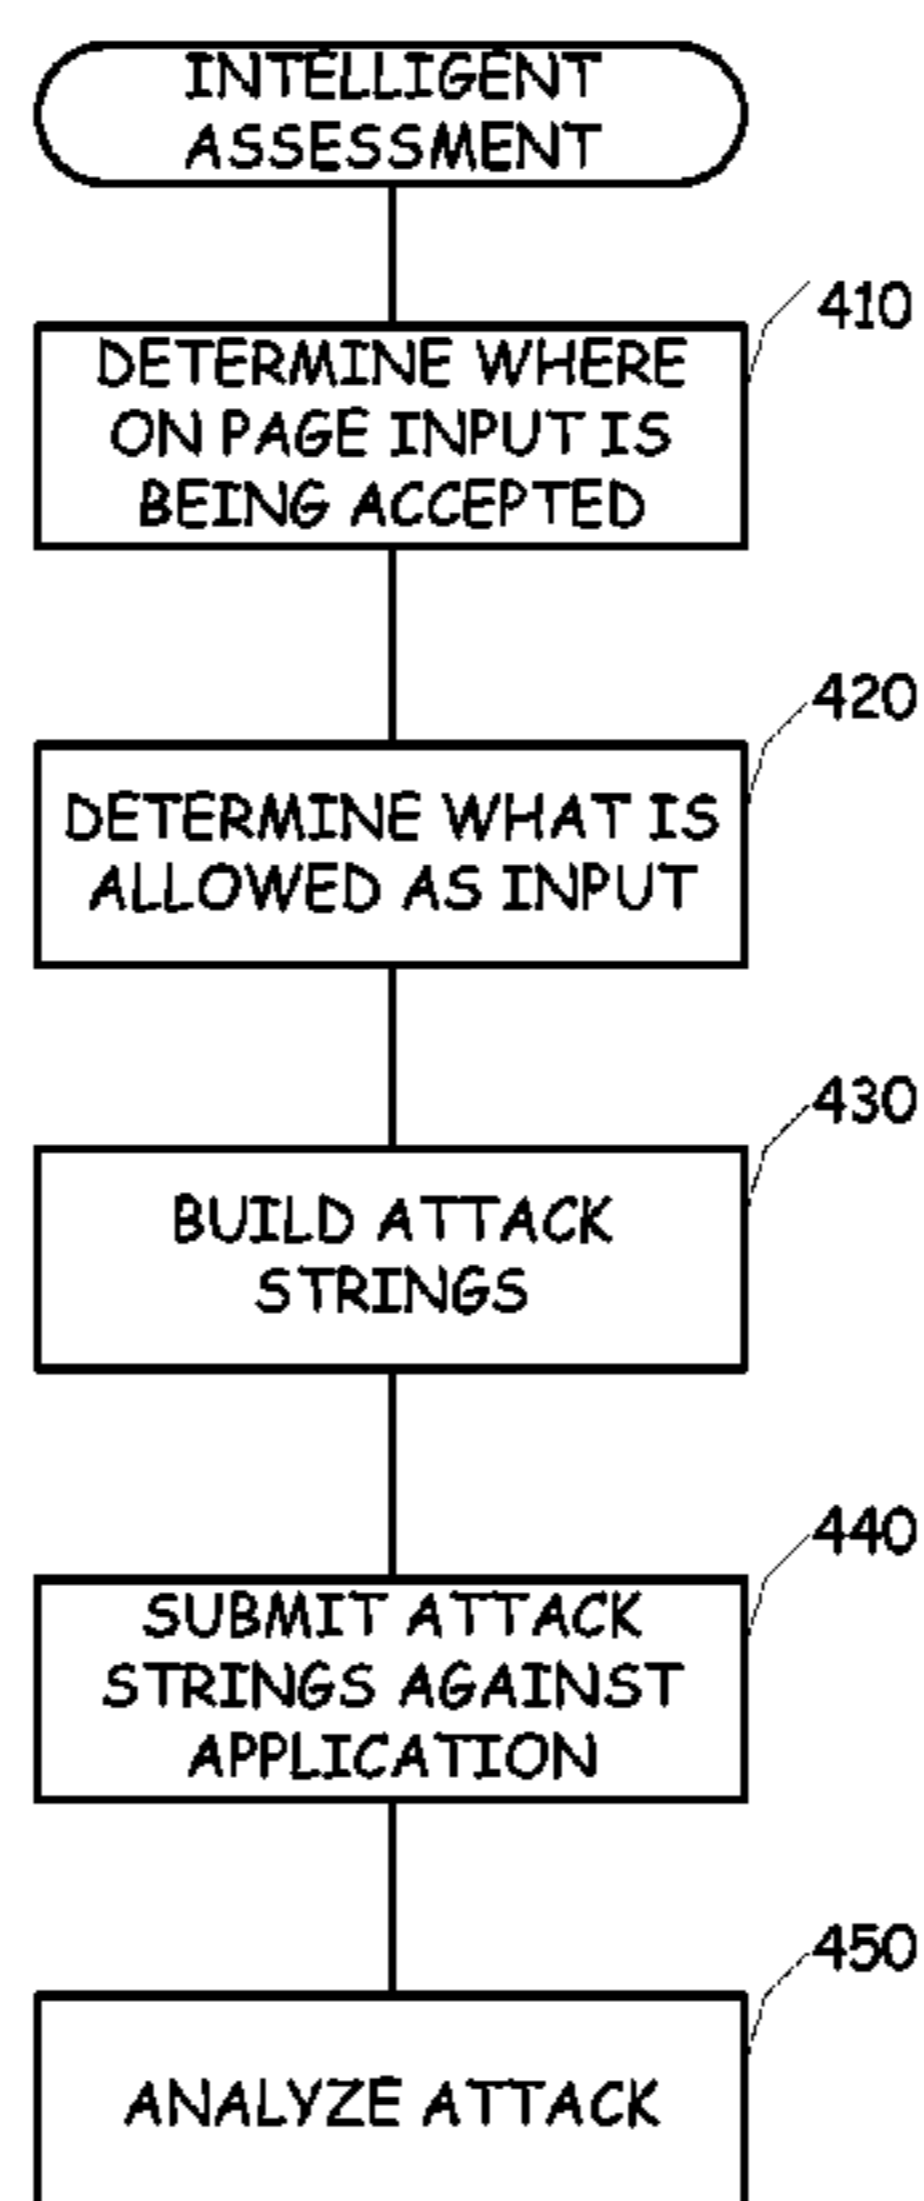 INTELLIGENT
ASSESSMENT
410
DETERMINE WHERE
ON PAGE INPUT IS
BEING ACCEPTED
420
DETERMINE WHAT IS
ALLOWED AS INPUT
430
BUILD ATTACK
STRINGS
440
SUBMIT ATTACK
STRINGS AGAINST
APPLICATION
450
ANALYZE ATTACK